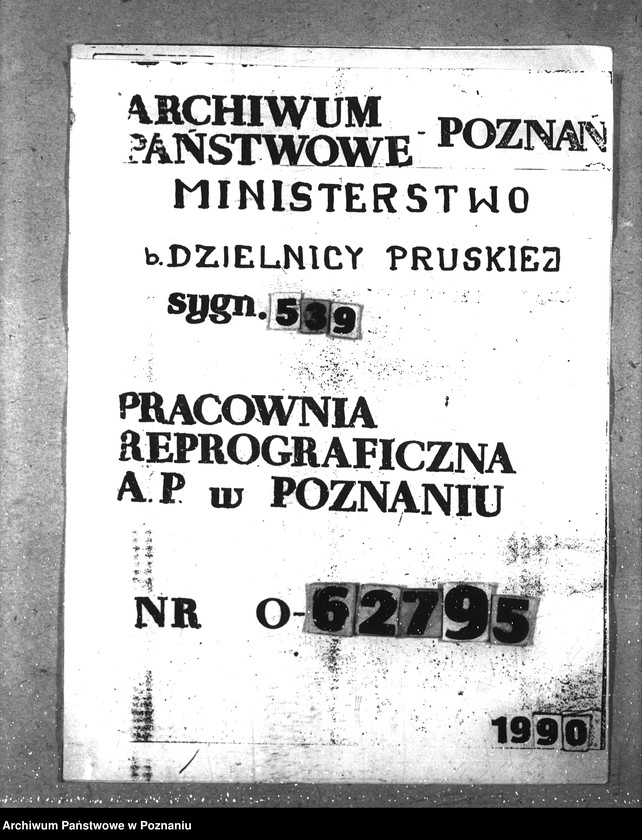 ARCHIWUM
PAŃSTWOWE - POZNAŃ
MINISTERSTWO
b. DZIELNICY PRUSKIEJ
sygn. 539
PRACOWNIA
REPROGRAFICZNA
A. P. w POZNANIU
NR O-62795
1990
Archiwum Państwowe w Poznaniu